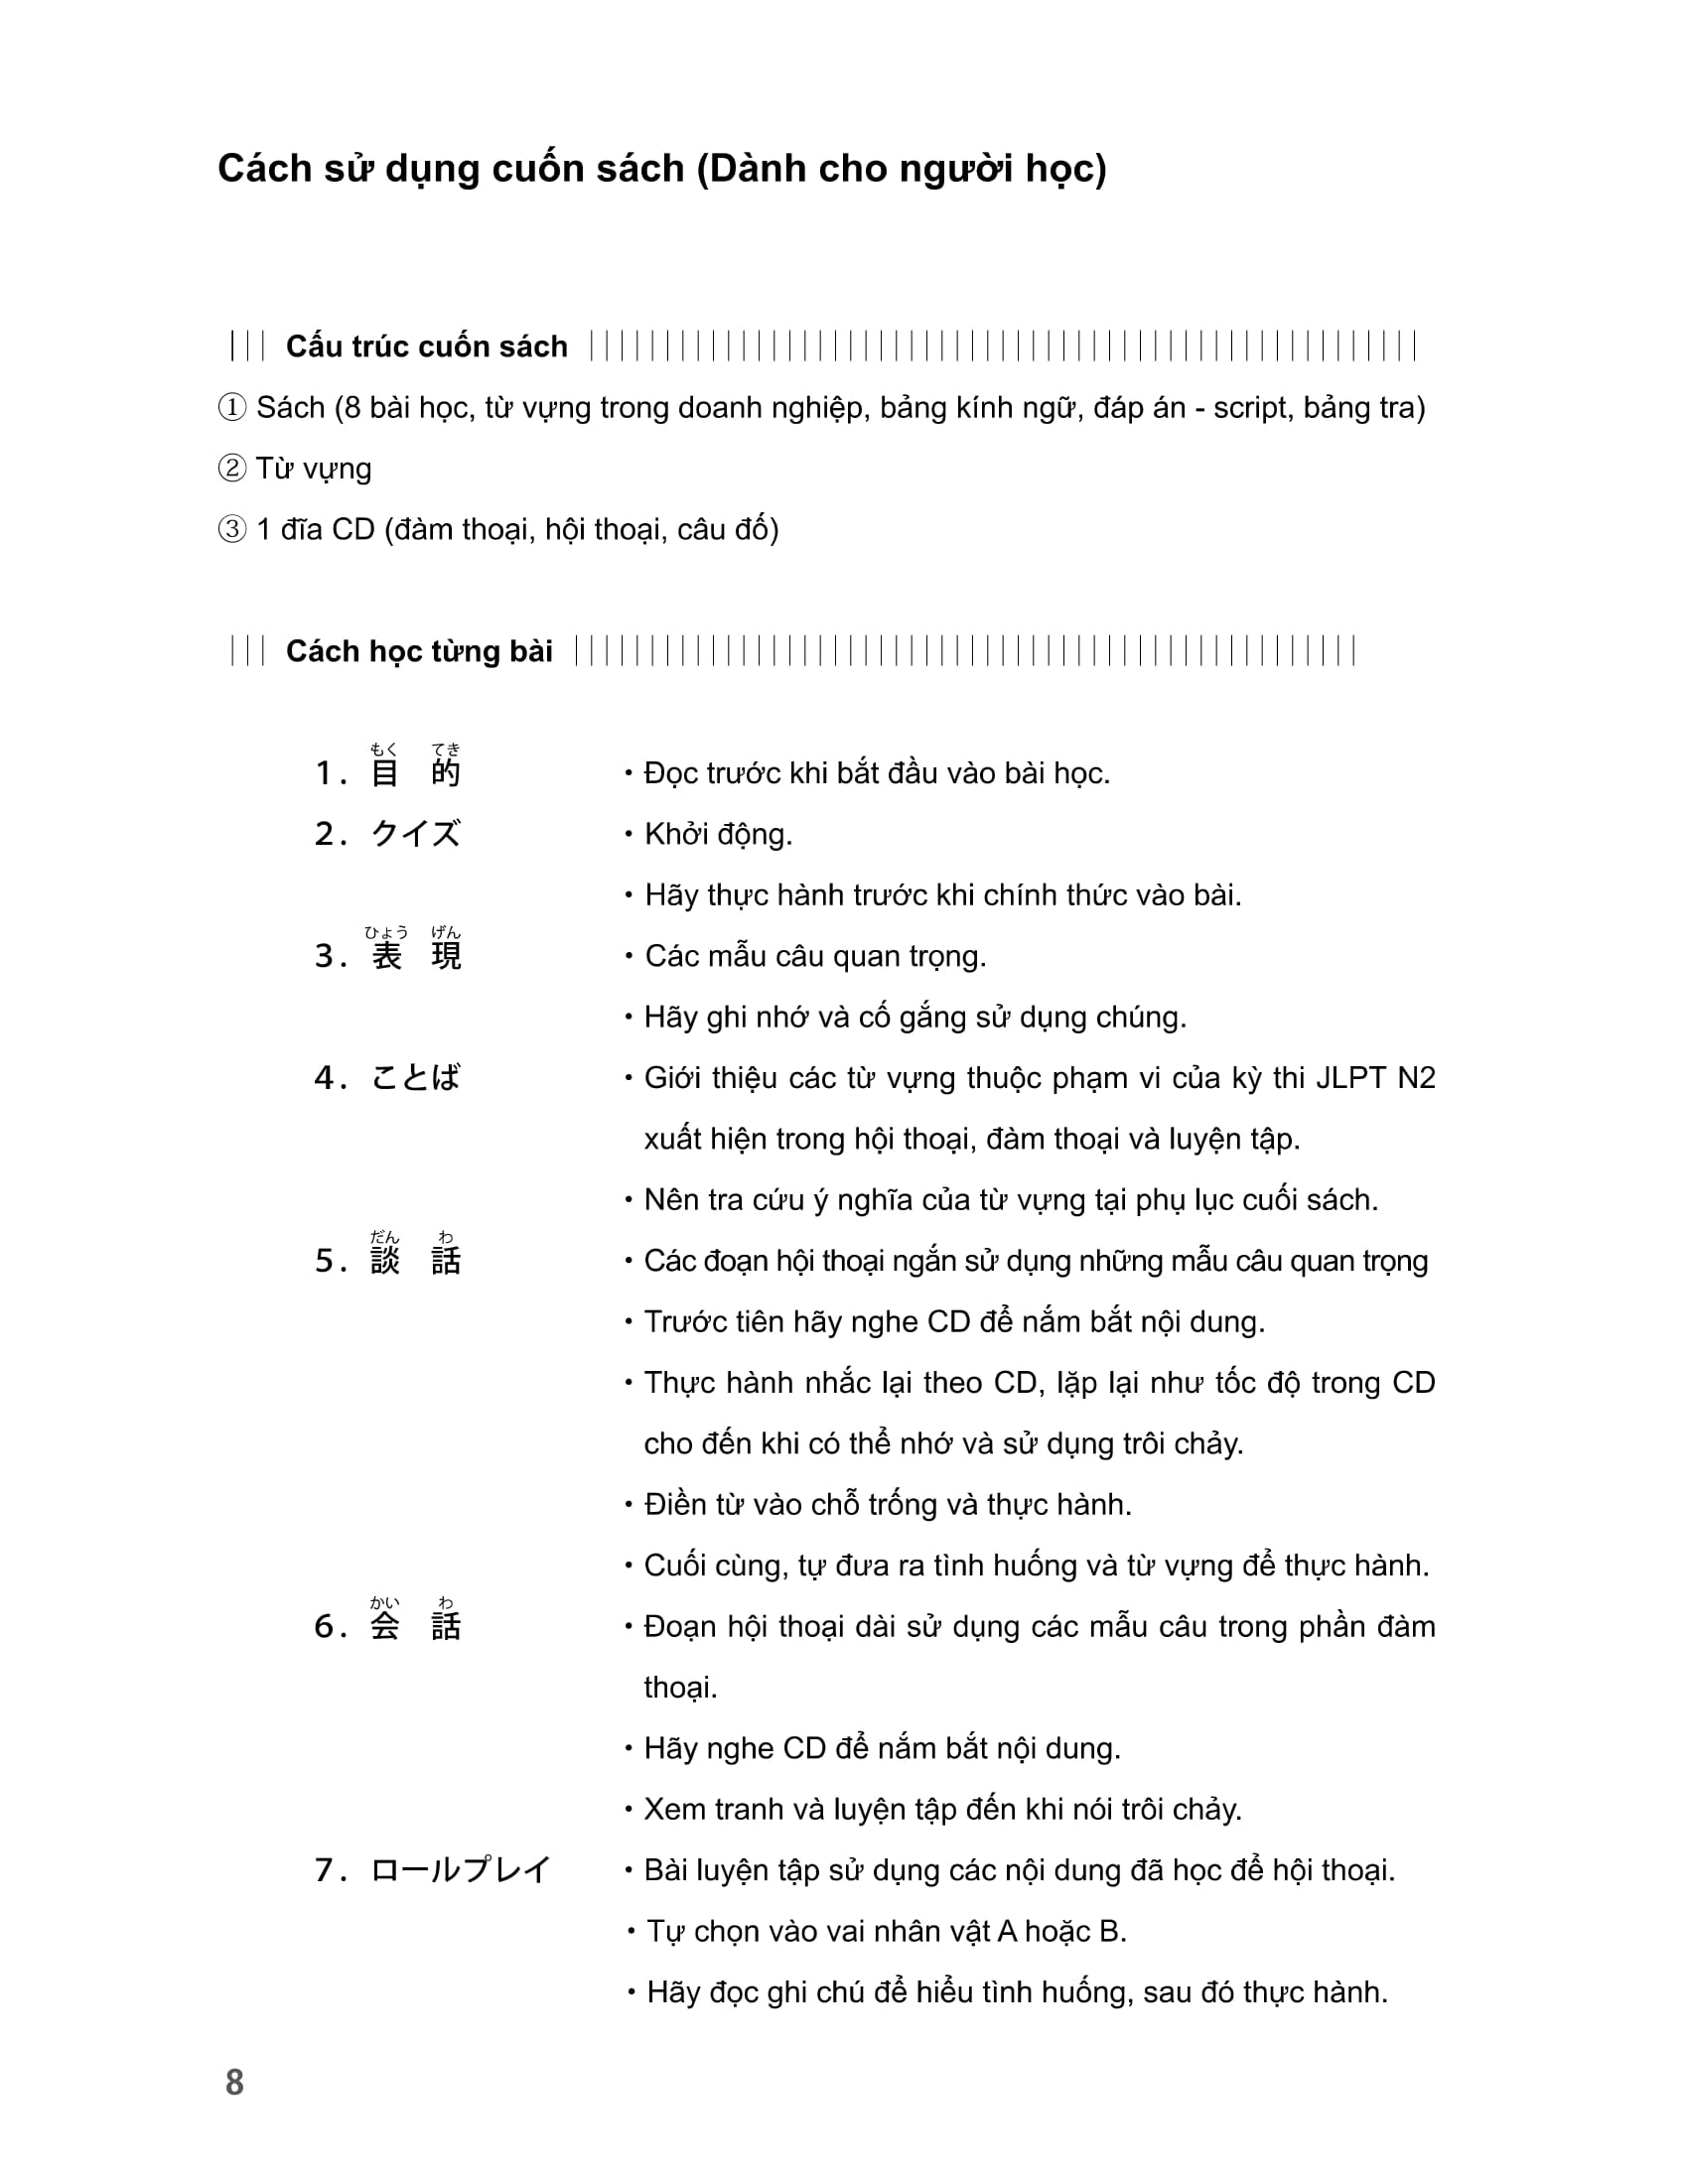 Cách sử dụng cuốn sách (Dành cho người học)
Cấu trúc cuốn sách
① Sách (8 bài học, từ vựng trong doanh nghiệp, bảng kính ngữ, đáp án - script, bảng tra)
② Từ vựng
③ 1 đĩa CD (đàm thoại, hội thoại, câu đố)
Cách học từng bài
もく てき
1. 目 的 ・Đọc trước khi bắt đầu vào bài học.
2. クイズ ・Khởi động.
・Hãy thực hành trước khi chính thức vào bài.
ひょう げん
3. 表 現 ・Các mẫu câu quan trọng.
・Hãy ghi nhớ và cố gắng sử dụng chúng.
4. ことば ・Giới thiệu các từ vựng thuộc phạm vi của kỳ thi JLPT N2
xuất hiện trong hội thoại, đàm thoại và luyện tập.
・Nên tra cứu ý nghĩa của từ vựng tại phụ lục cuối sách.
だん わ
5. 談 話 ・Các đoạn hội thoại ngắn sử dụng những mẫu câu quan trọng
・Trước tiên hãy nghe CD để nắm bắt nội dung.
・Thực hành nhắc lại theo CD, lặp lại như tốc độ trong CD
cho đến khi có thể nhớ và sử dụng trôi chảy.
・Điền từ vào chỗ trống và thực hành.
・Cuối cùng, tự đưa ra tình huống và từ vựng để thực hành.
かい わ
6. 会 話 ・Đoạn hội thoại dài sử dụng các mẫu câu trong phần đàm
thoại.
・Hãy nghe CD để nắm bắt nội dung.
・Xem tranh và luyện tập đến khi nói trôi chảy.
7. ロールプレイ ・Bài luyện tập sử dụng các nội dung đã học để hội thoại.
・Tự chọn vào vai nhân vật A hoặc B.
・Hãy đọc ghi chú để hiểu tình huống, sau đó thực hành.
8